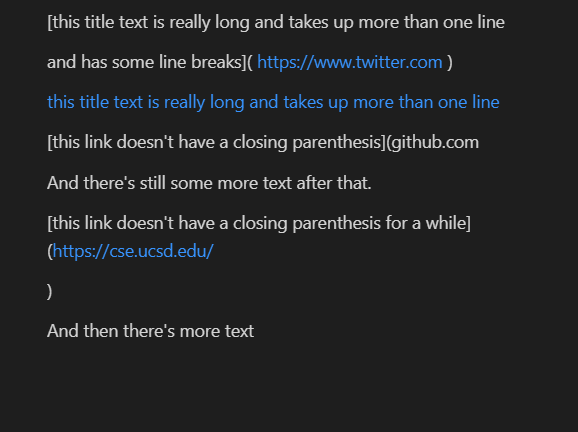 [this title text is really long and takes up more than one line
and has some line breaks]( https://www.twitter.com )
this title text is really long and takes up more than one line
[this link doesn't have a closing parenthesis](github.com
And there's still some more text after that.
[this link doesn't have a closing parenthesis for a while]
(https://cse.ucsd.edu/
)
And then there's more text